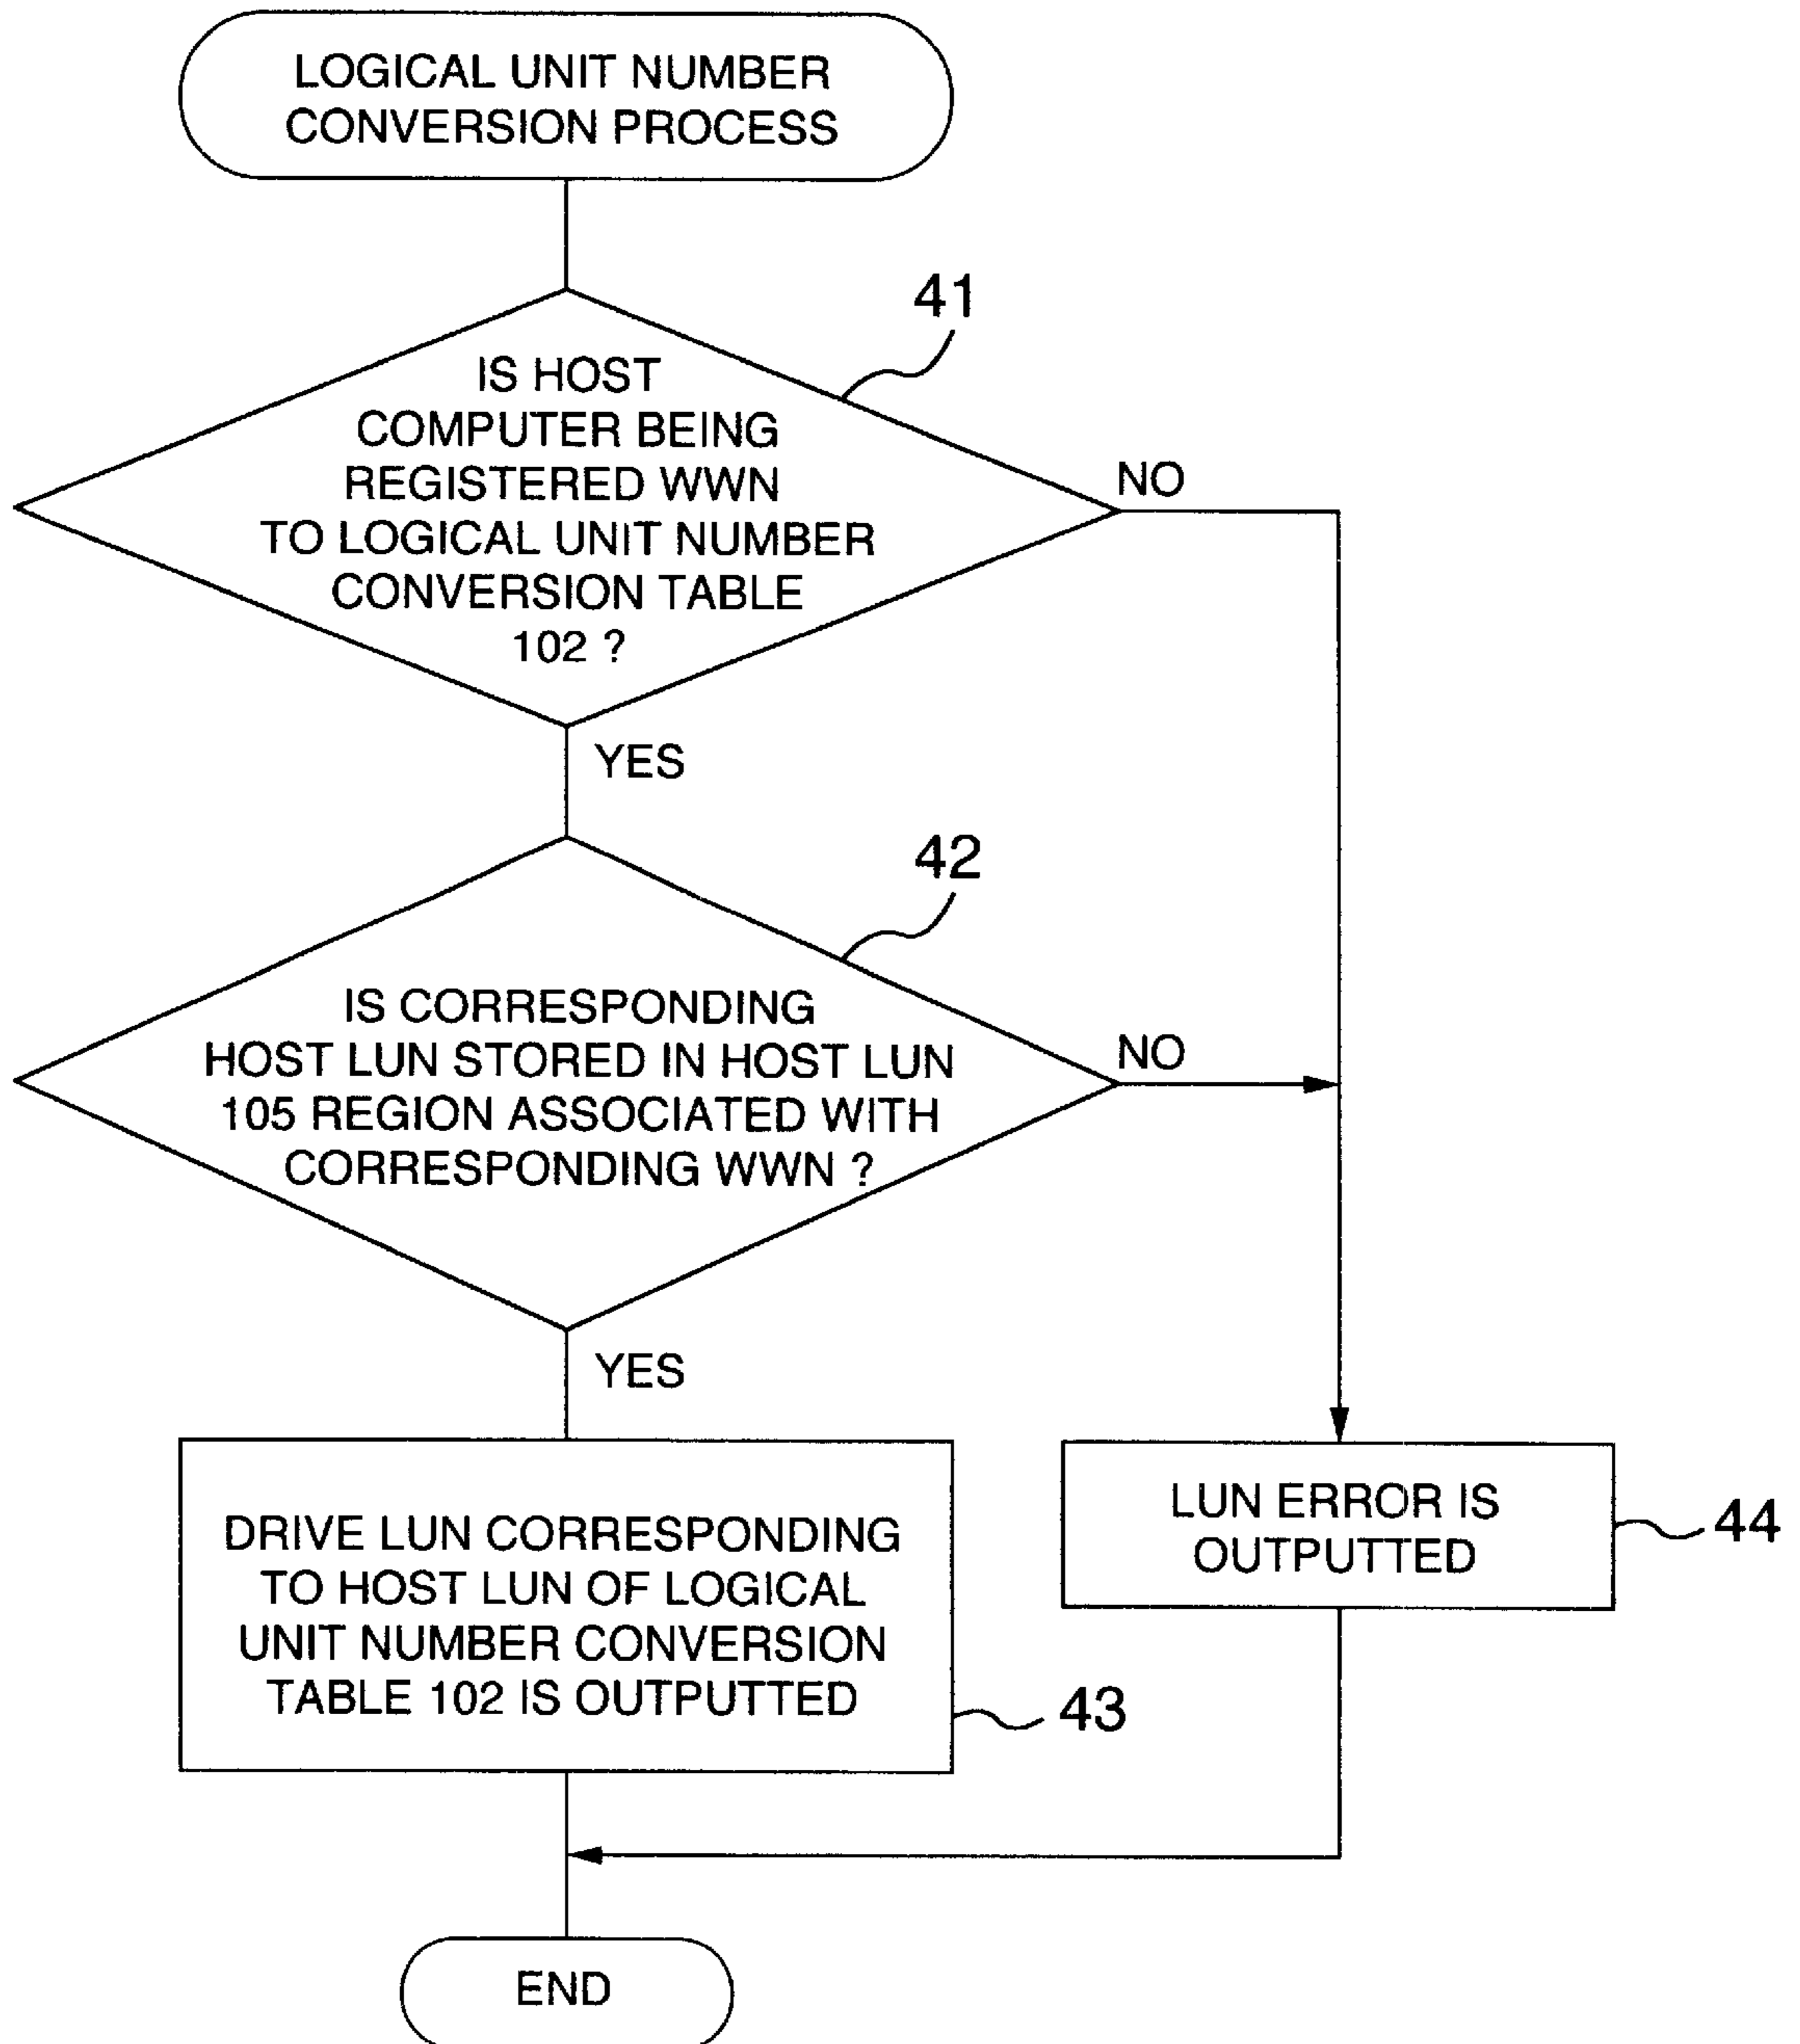 LOGICAL UNIT NUMBER
CONVERSION PROCESS
41
IS HOST
COMPUTER BEING
REGISTERED WWN
TO LOGICAL UNIT NUMBER
CONVERSION TABLE
102 ?
NO
YES
42
IS CORRESPONDING
HOST LUN STORED IN HOST LUN
105 REGION ASSOCIATED WITH
CORRESPONDING WWN ?
NO
YES
DRIVE LUN CORRESPONDING
TO HOST LUN OF LOGICAL
UNIT NUMBER CONVERSION
TABLE 102 IS OUTPUTTED
43
LUN ERROR IS
OUTPUTTED
44
END